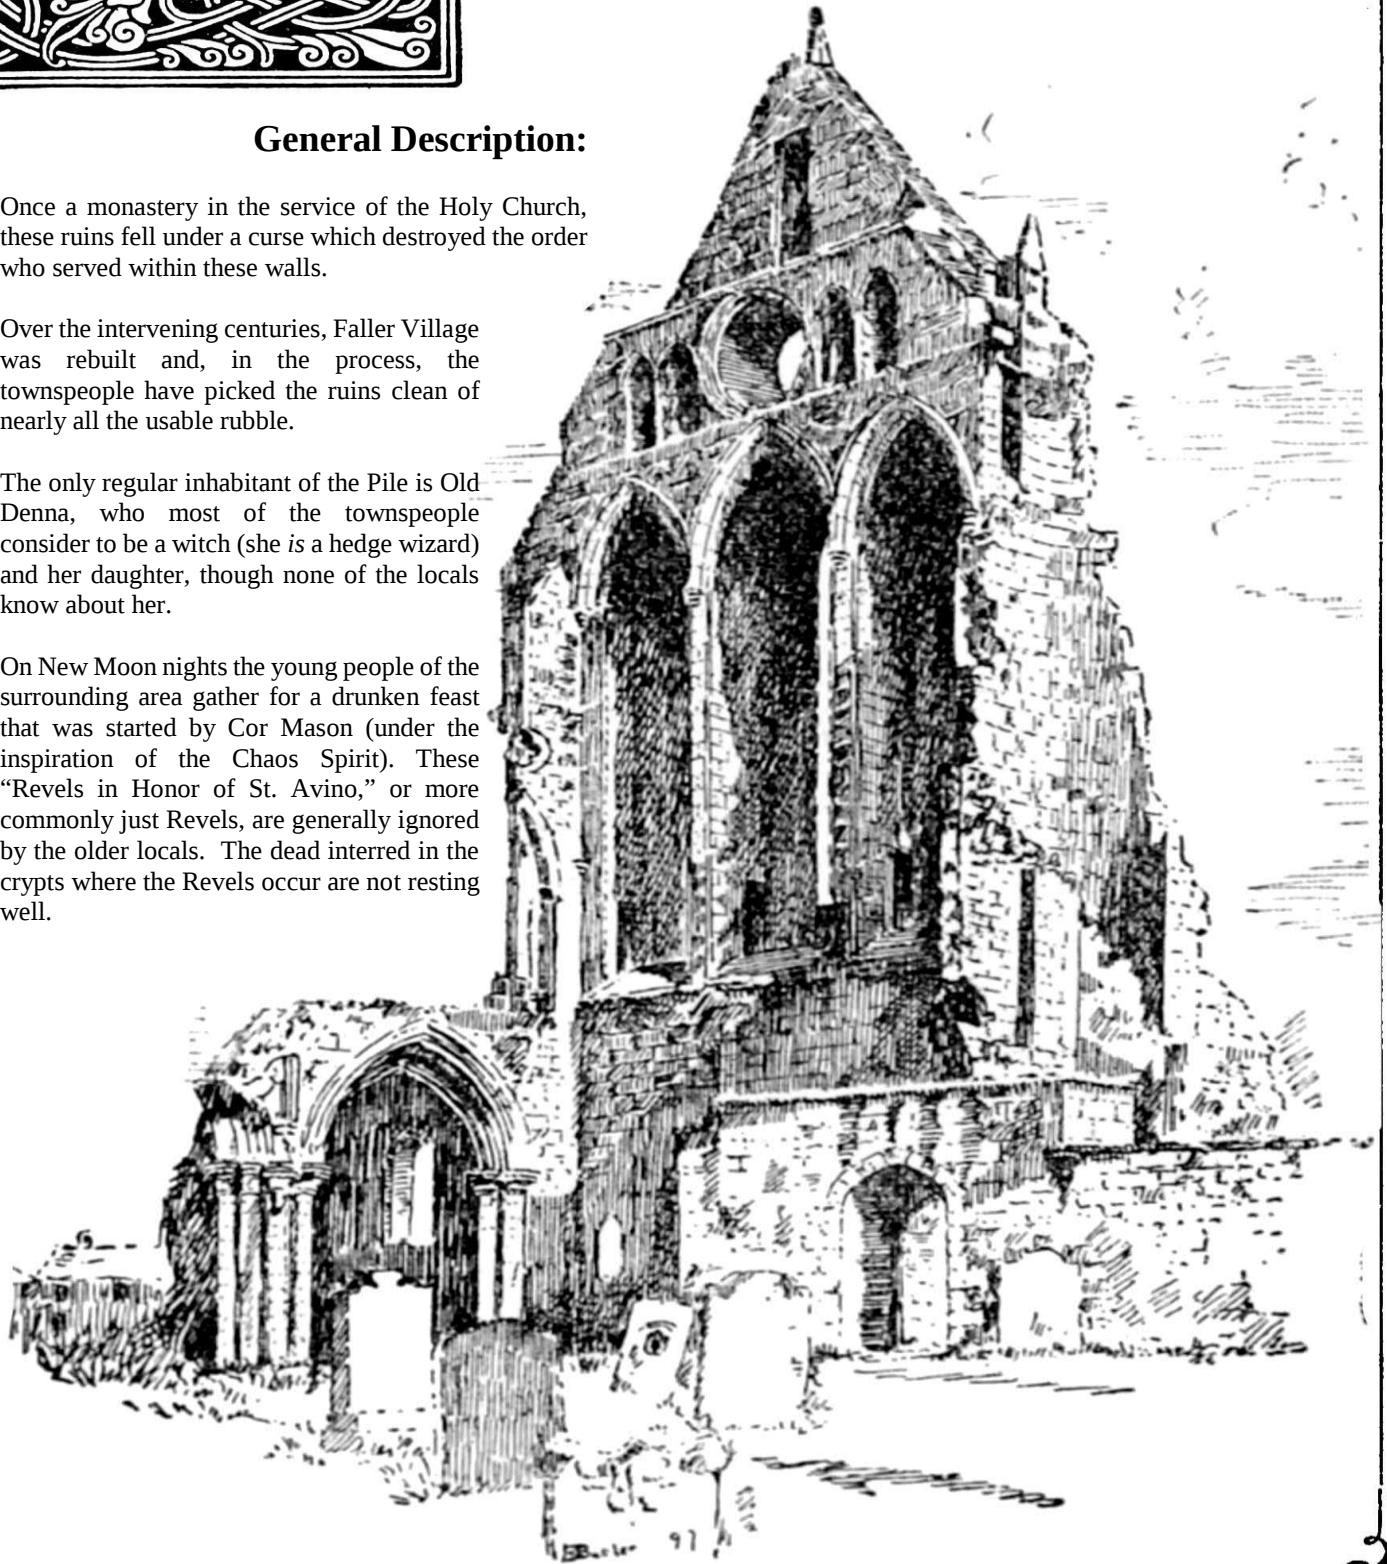 General Description:
Once a monastery in the service of the Holy Church,
these ruins fell under a curse which destroyed the order
who served within these walls.
Over the intervening centuries, Faller Village
was rebuilt and, in the process, the
townspeople have picked the ruins clean of
nearly all the usable rubble.
The only regular inhabitant of the Pile is Old
Denna, who most of the townspeople
consider to be a witch (she is a hedge wizard)
and her daughter, though none of the locals
know about her.
On New Moon nights the young people of the
surrounding area gather for a drunken feast
that was started by Cor Mason (under the
inspiration of the Chaos Spirit). These
“Revels in Honor of St. Avino,” or more
commonly just Revels, are generally ignored
by the older locals. The dead interred in the
crypts where the Revels occur are not resting
well.
97